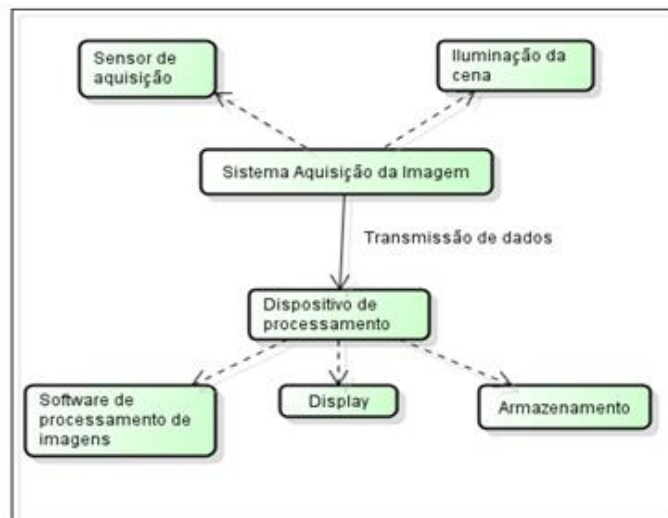 Sensor de
aquisição
Iluminação da
cena
Sistema Aquisição da Imagem
Transmissão de dados
Dispositivo de
processamento
Software de
processamento de
imagens
Display
Armazenamento